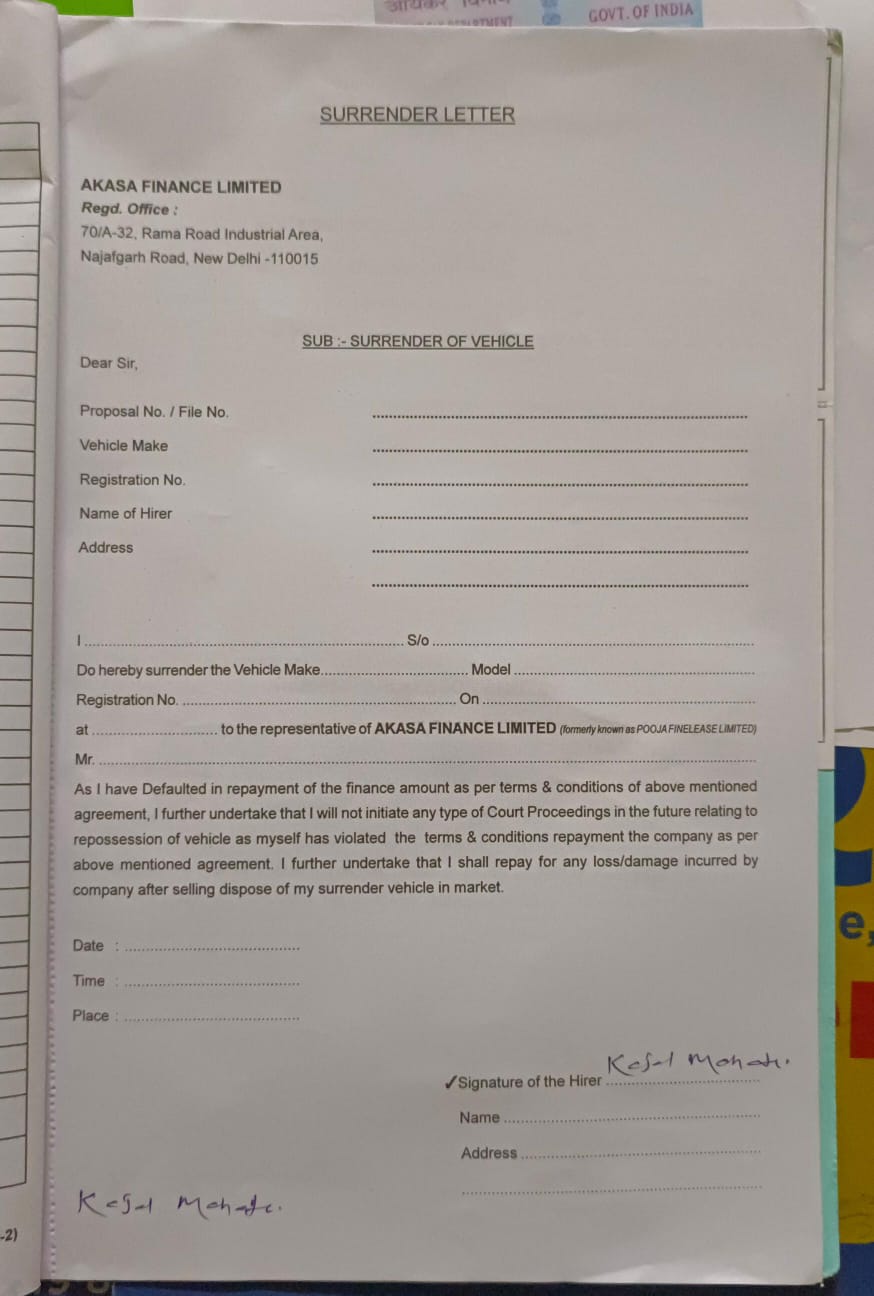 GOVT. OF INDIA
SURRENDER LETTER
AKASA FINANCE LIMITED
Regd. Office :
70/A-32, Rama Road Industrial Area,
Najafgarh Road, New Delhi -110015
SUB :- SURRENDER OF VEHICLE
Dear Sir,
Proposal No. / File No. ....................
Vehicle Make ....................
Registration No. ....................
Name of Hirer ....................
Address ....................
....................
I .................... S/o ....................
Do hereby surrender the Vehicle Make.................... Model ....................
Registration No. .................... On ....................
at .................... to the representative of AKASA FINANCE LIMITED (formerly known as POOJA FINELEASE LIMITED)
Mr. ....................
As I have Defaulted in repayment of the finance amount as per terms & conditions of above mentioned
agreement, I further undertake that I will not initiate any type of Court Proceedings in the future relating to
repossession of vehicle as myself has violated the terms & conditions repayment the company as per
above mentioned agreement. I further undertake that I shall repay for any loss/damage incurred by
company after selling dispose of my surrender vehicle in market.
Date : ....................
Time : ....................
Place : ....................
✓Signature of the Hirer ....................
Name ....................
Address ....................
....................
-2)
e,